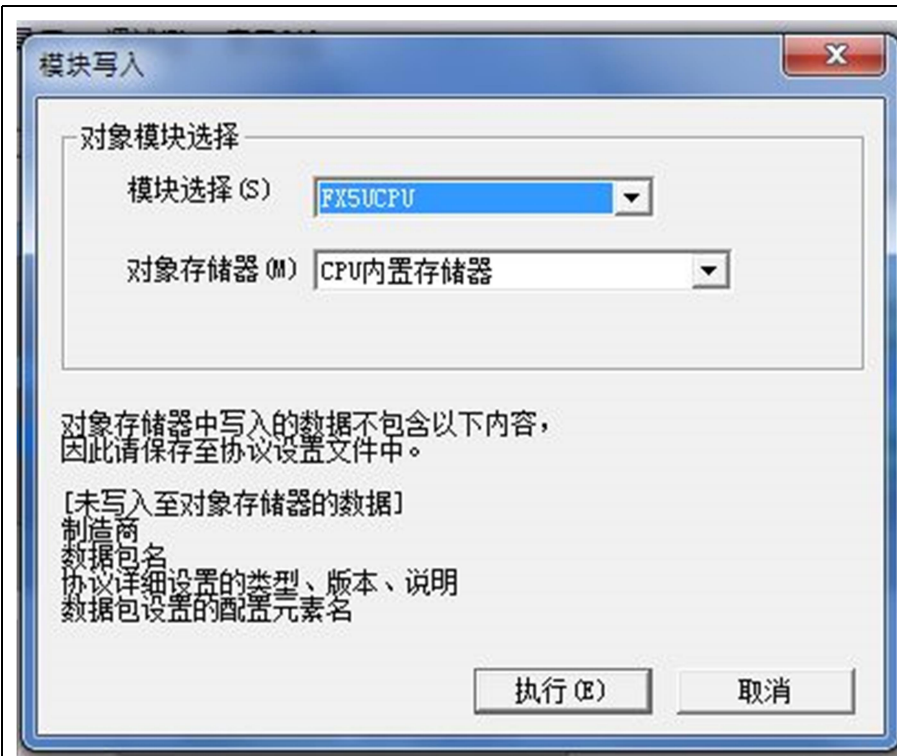 模块写入
对象模块选择
模块选择(S)
FX5UCPU
对象存储器(M)
CPU内置存储器
对象存储器中写入的数据不包含以下内容，
因此请保存至协议设置文件中。
[未写入至对象存储器的数据]
制造商
数据包名
协议详细设置的类型、版本、说明
数据包设置的配置元素名
执行(E)
取消